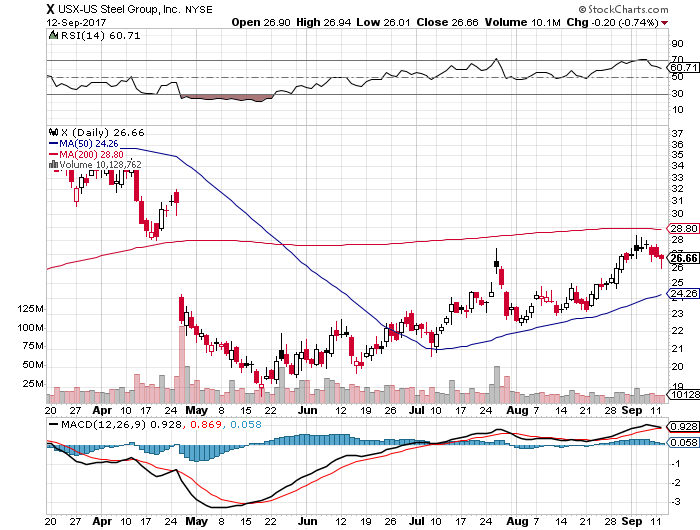 X USX-US Steel Group, Inc. NYSE
© StockCharts.com
12-Sep-2017
Open 26.90 High 26.94 Low 26.01 Close 26.66 Volume 10.1M Chg -0.20 (-0.74%)
RSI(14) 60.71
90
70
60.71
50
30
10
X (Daily) 26.66
MA(50) 24.26
MA(200) 28.80
Volume 10,128,762
37
36
35
34
33
32
31
30
28.80
28
26.66
26
25
24.26
23
22
21
20
19
10128
125M
100M
75M
50M
25M
20 27 Apr 10 17 24 May 8 15 22 Jun 12 19 26 Jul 10 17 24 Aug 7 14 21 28 Sep 11
MACD(12,26,9) 0.928, 0.869, 0.058
0.928
0.058
-1
-2
-3
20 27 Apr 10 17 24 May 8 15 22 Jun 12 19 26 Jul 10 17 24 Aug 7 14 21 28 Sep 11